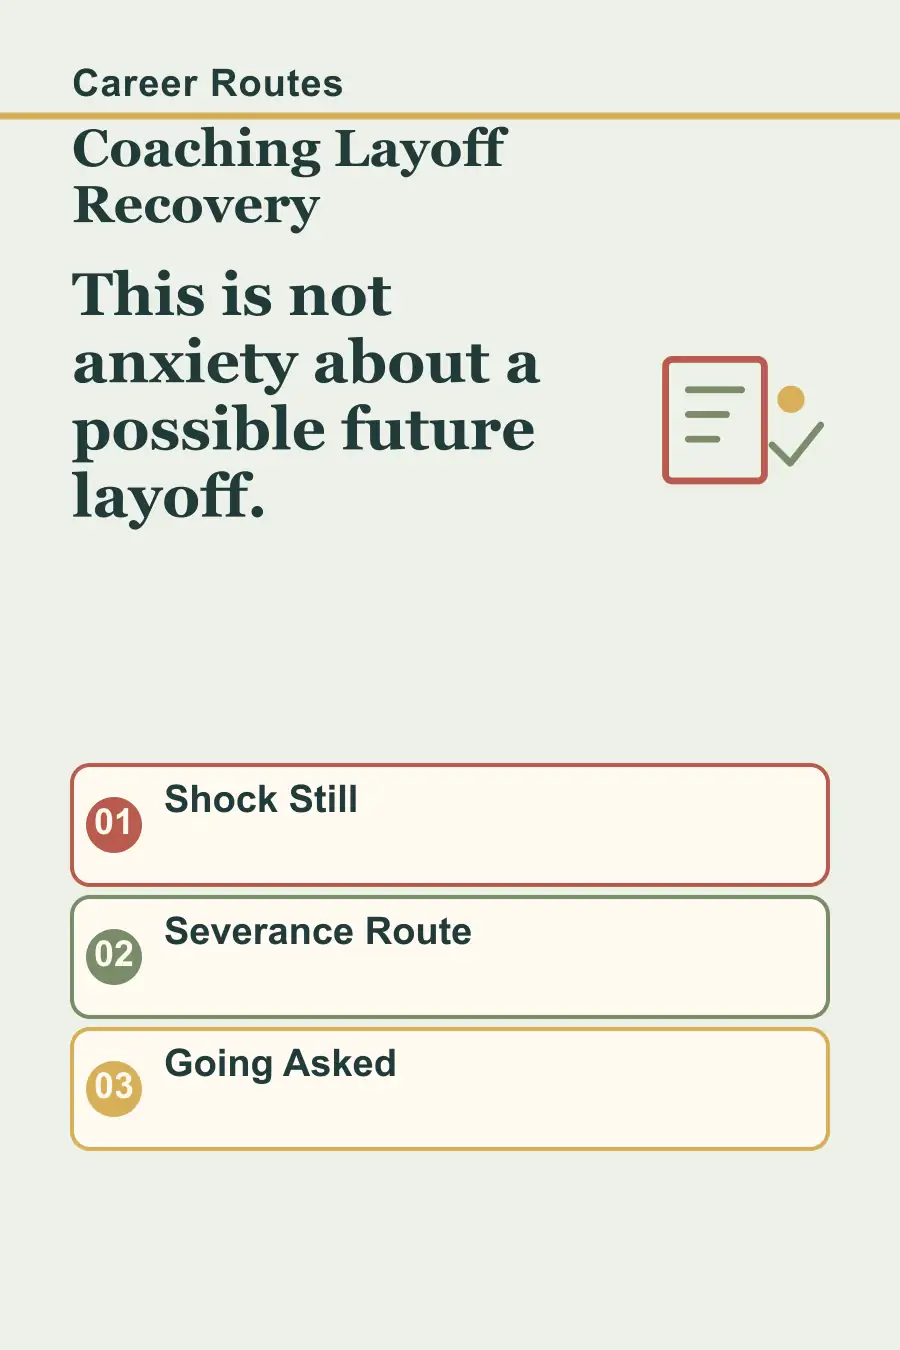 Career Routes
Coaching Layoff
Recovery
This is not
anxiety about a
possible future
layoff.
01
Shock Still
02
Severance Route
03
Going Asked